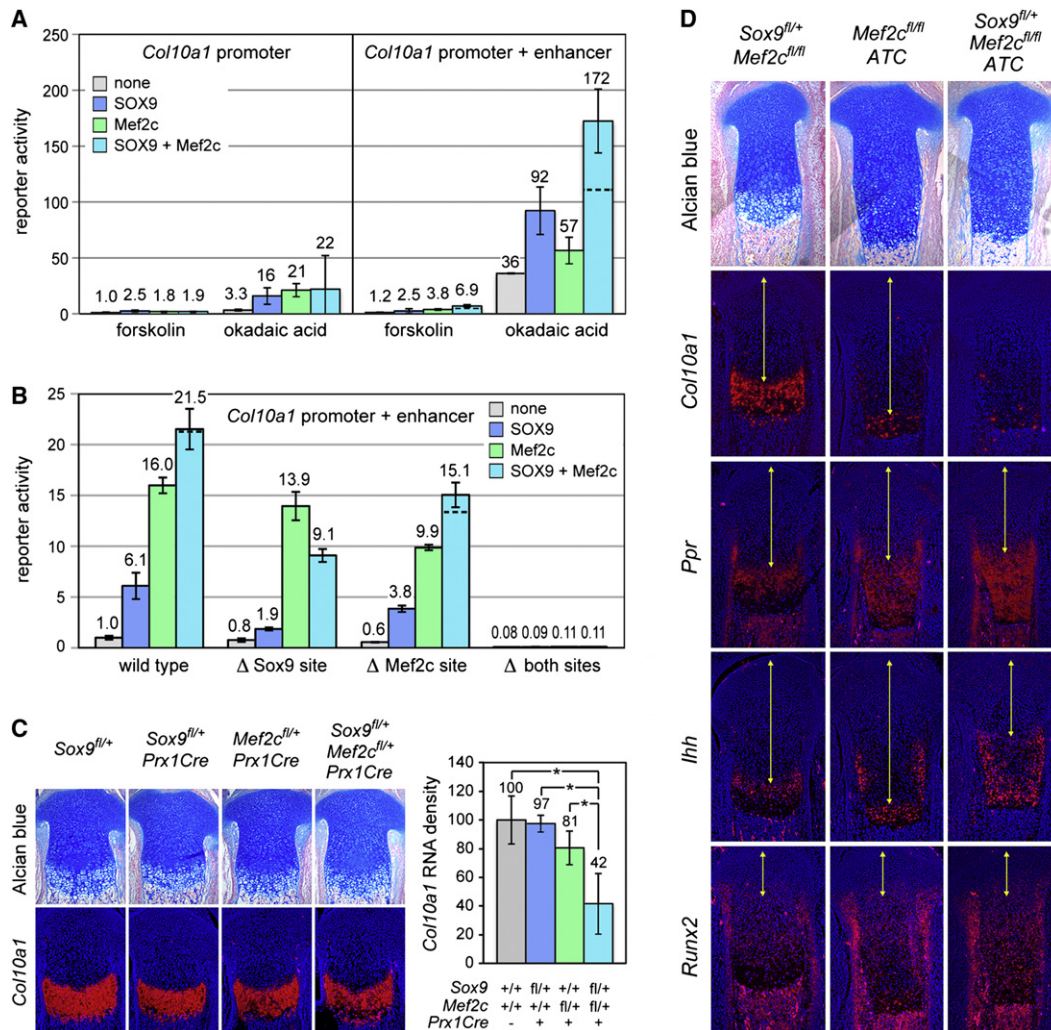 A
Col10a1 promoter
Col10a1 promoter + enhancer
reporter activity
250
200
150
100
50
0
none
SOX9
Mef2c
SOX9 + Mef2c
1.0 2.5 1.8 1.9
3.3 16 21 22
1.2 2.5 3.8 6.9
36 92 57 172
forskolin okadaic acid forskolin okadaic acid
B
Col10a1 promoter + enhancer
reporter activity
25
20
15
10
5
0
none
SOX9
Mef2c
SOX9 + Mef2c
1.0 6.1 16.0 21.5
0.8 1.9 13.9 9.1
0.6 3.8 9.9 15.1
0.08 0.09 0.11 0.11
wild type Δ Sox9 site Δ Mef2c site Δ both sites
C
Sox9fl/+
Sox9fl/+
Prx1Cre
Mef2cfl/+
Prx1Cre
Sox9fl/+
Mef2cfl/+
Prx1Cre
Alcian blue
Col10a1
Col10a1 RNA density
140
120
100
80
60
40
20
0
*
*
*
100 97 81 42
Sox9 +/+ fl/+ +/+ fl/+
Mef2c +/+ +/+ fl/+ fl/+
Prx1Cre - + + +
D
Sox9fl/+
Mef2cfl/fl
Mef2cfl/fl
ATC
Sox9fl/+
Mef2cfl/fl
ATC
Alcian blue
Col10a1
Ppr
Ihh
Runx2